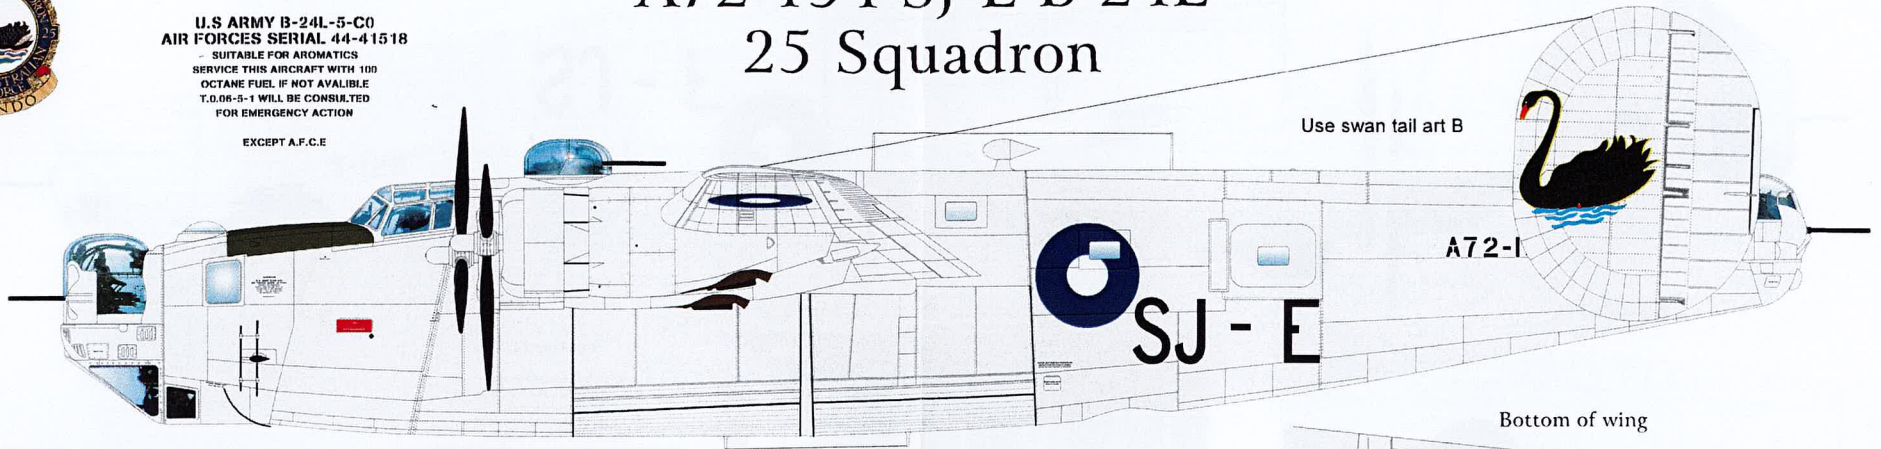 25
U.S ARMY B-24L-5-CO
AIR FORCES SERIAL 44-41518
SUITABLE FOR AROMATICS
SERVICE THIS AIRCRAFT WITH 100
OCTANE FUEL IF NOT AVALIBLE
T.O.06-5-1 WILL BE CONSULTED
FOR EMERGENCY ACTION
EXCEPT A.F.C.E
25 Squadron
Use swan tail art B
A72-1
SJ - E
Bottom of wing